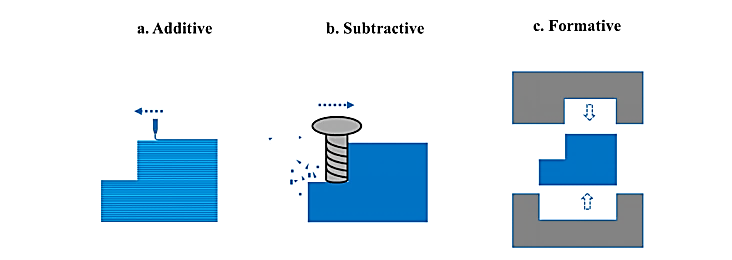 a. Additive
b. Subtractive
c. Formative